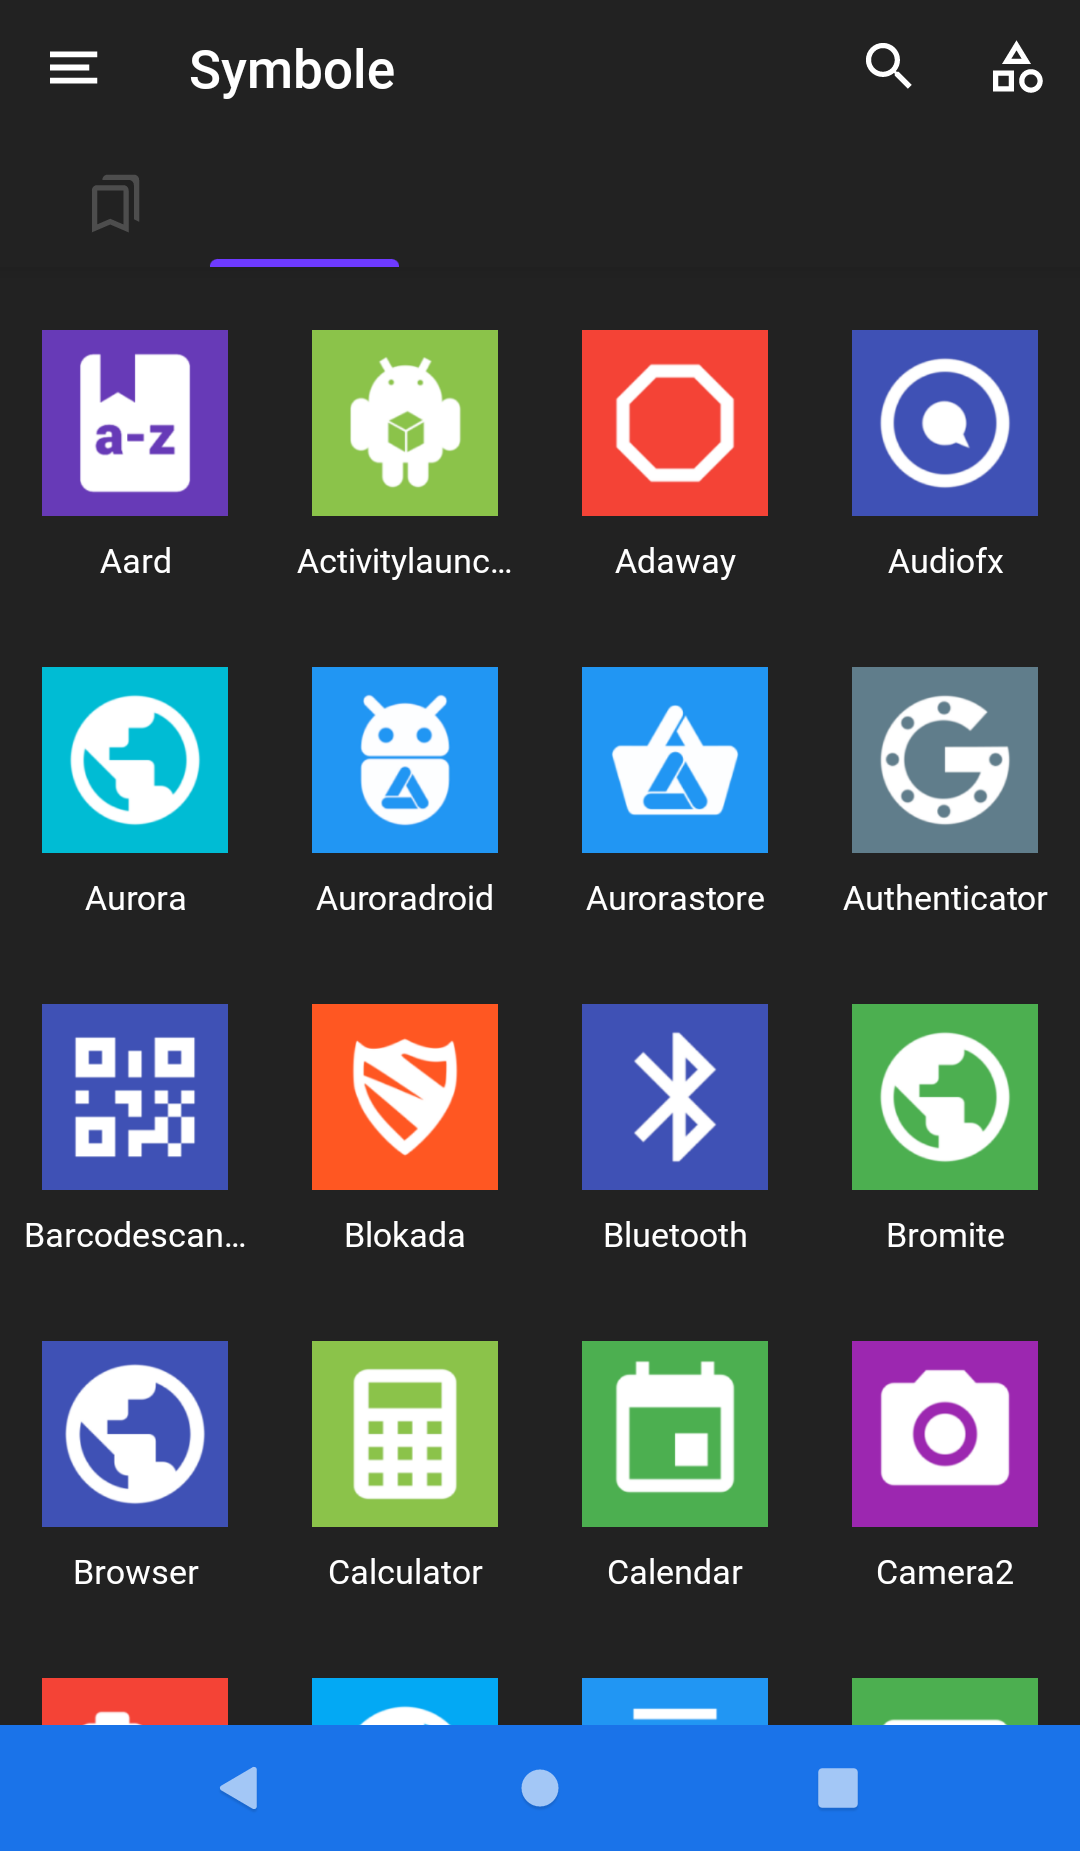 Symbole
a-z
Aard
Activitylaunc...
Adaway
Audiofx
Aurora
Auroradroid
Aurorastore
Authenticator
Barcodescan...
Blokada
Bluetooth
Bromite
Browser
Calculator
Calendar
Camera2